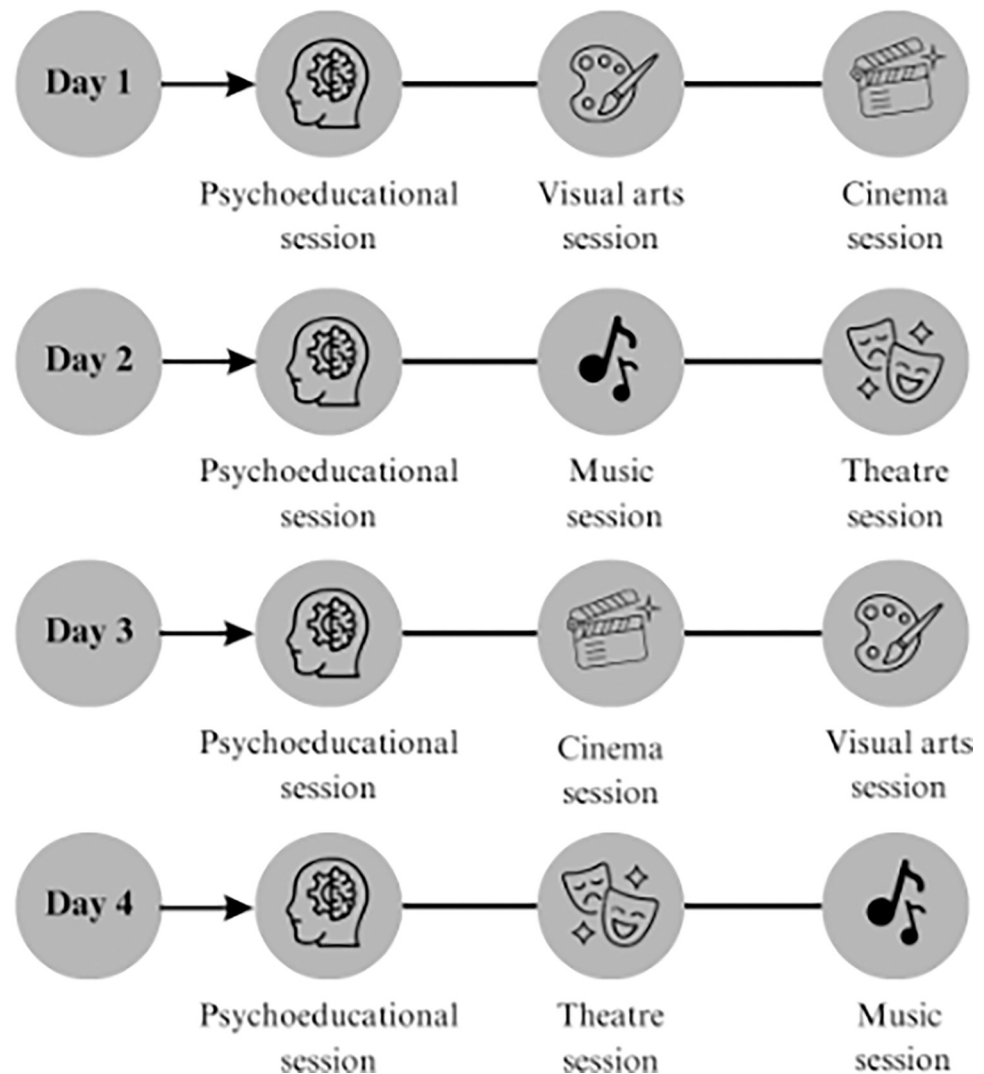 Day 1
Psychoeducational
session
Visual arts
session
Cinema
session
Day 2
Psychoeducational
session
Music
session
Theatre
session
Day 3
Psychoeducational
session
Cinema
session
Visual arts
session
Day 4
Psychoeducational
session
Theatre
session
Music
session